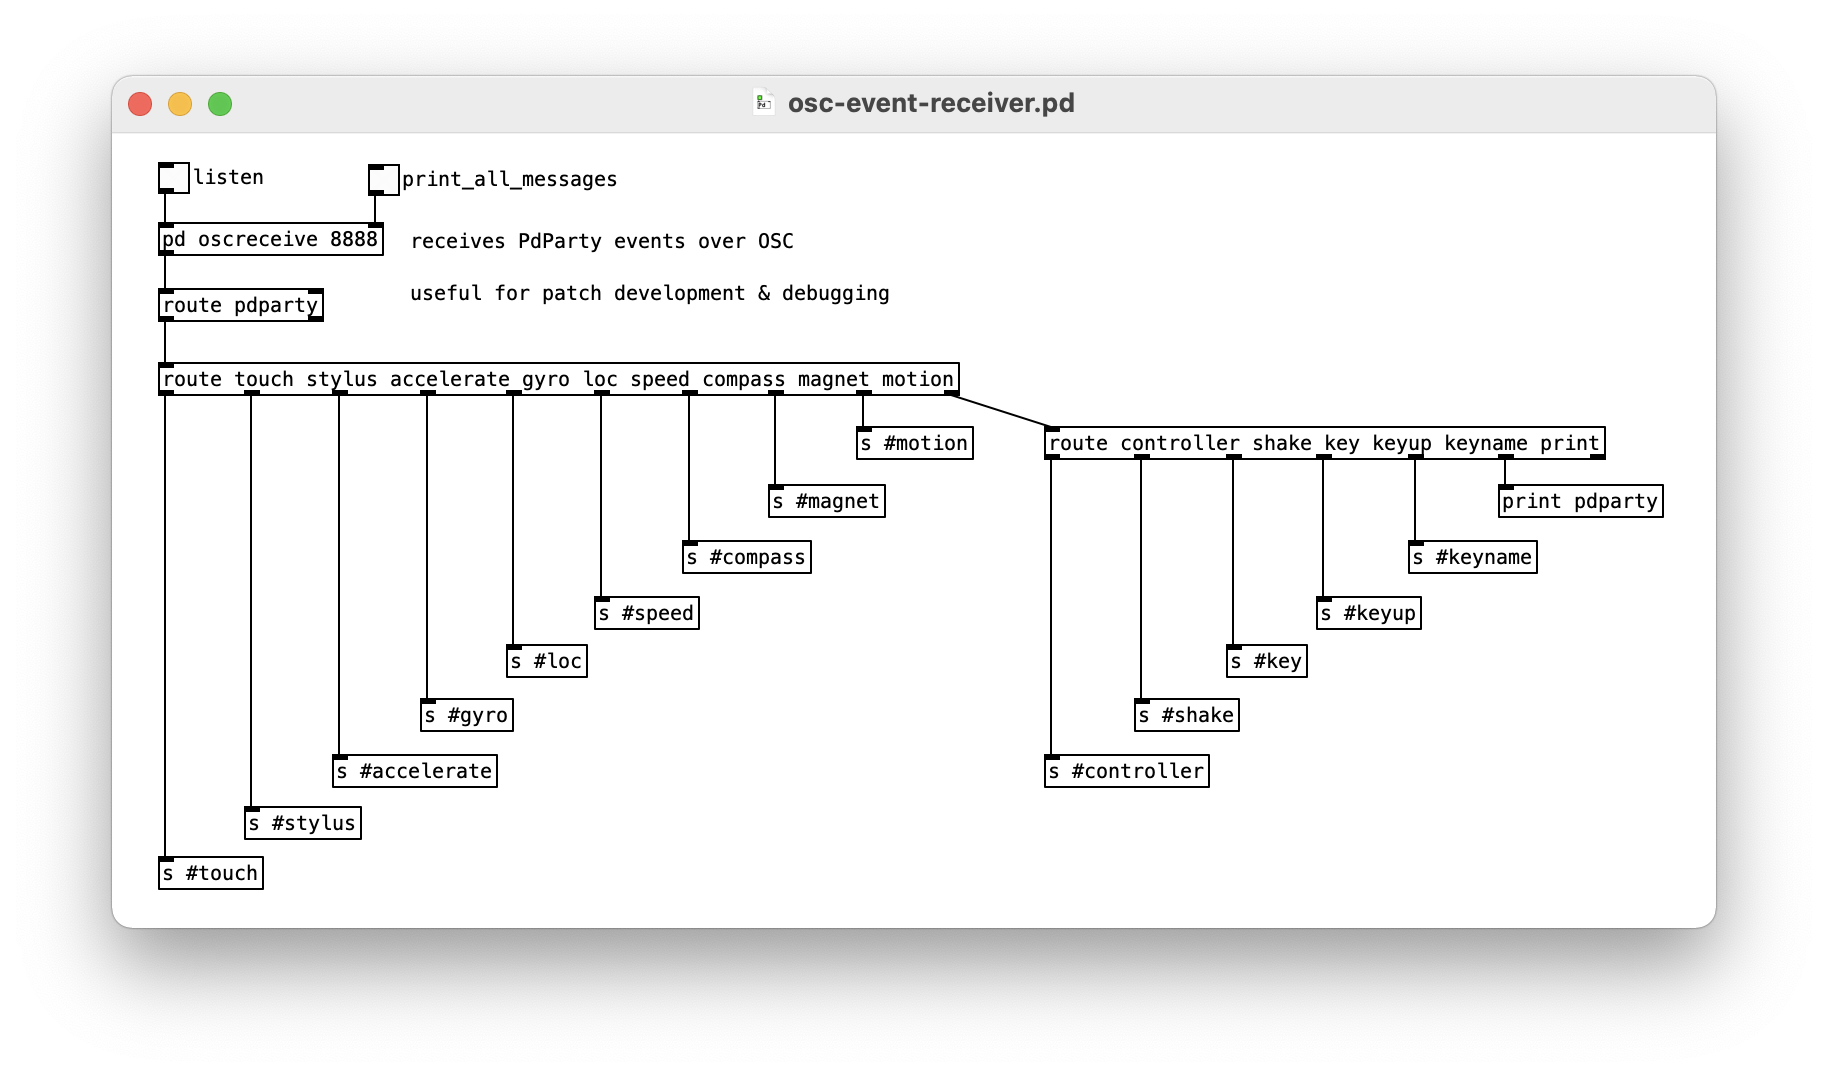 osc-event-receiver.pd
listen
print_all_messages
pd oscreceive 8888
receives PdParty events over OSC
route pdparty
useful for patch development & debugging
route touch stylus accelerate gyro loc speed compass magnet motion
s #motion
route controller shake key keyup keyname print
s #magnet
print pdparty
s #compass
s #keyname
s #speed
s #keyup
s #loc
s #key
s #gyro
s #shake
s #accelerate
s #controller
s #stylus
s #touch